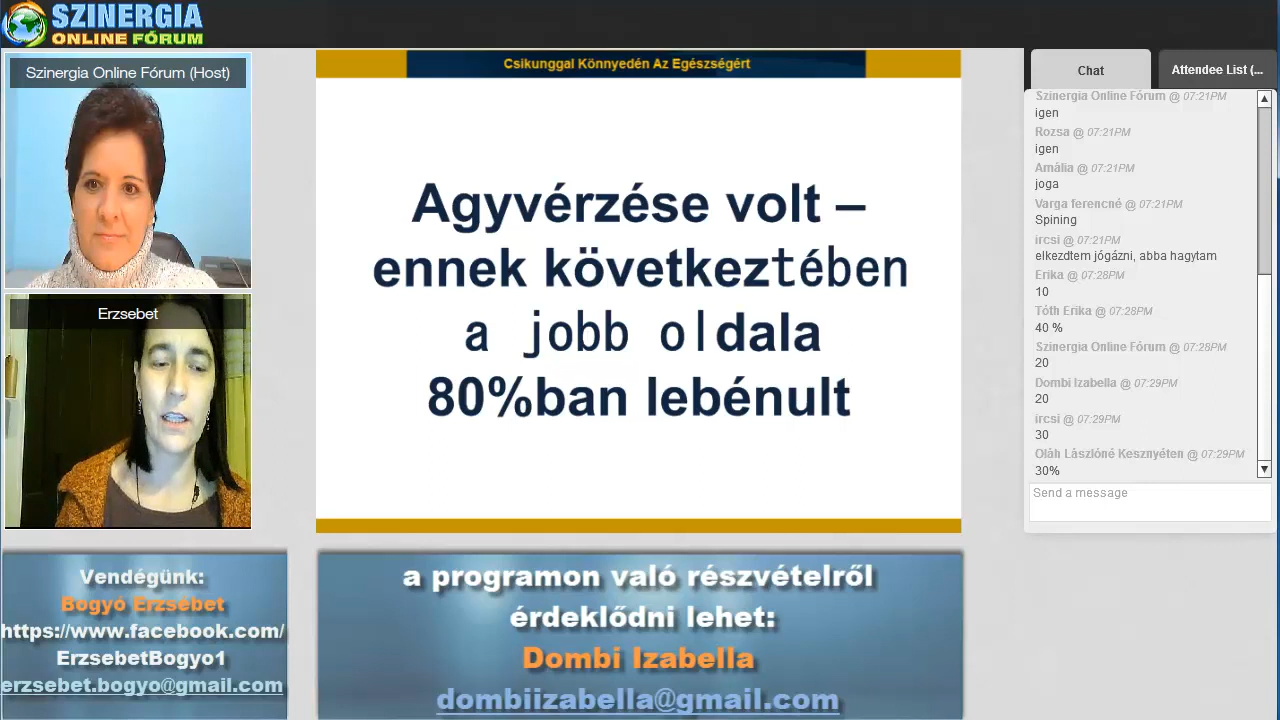 SZINERGIA
ONLINE FÓRUM
Szinergia Online Fórum (Host)
Erzsebet
Csikunggal Könnyedén Az Egészségért
Agyvérzése volt –
ennek következtében
a jobb oldala
80%ban lebénult
Chat
Attendee List (...
Szinergia Online Fórum @ 07:21PM
igen
Rozsa @ 07:21PM
igen
Amália @ 07:21PM
joga
Varga ferencné @ 07:21PM
Spining
ircsi @ 07:21PM
elkezdtem jógázni, abba hagytam
Erika @ 07:28PM
10
Tóth Erika @ 07:28PM
40 %
Szinergia Online Fórum @ 07:28PM
20
Dombi Izabella @ 07:29PM
20
ircsi @ 07:29PM
30
Oláh Lászlóné Kesznyéten @ 07:29PM
30%
Send a message
Vendégünk:
Bogyó Erzsébet
https://www.facebook.com/
ErzsebetBogyo1
erzsebet.bogyo@gmail.com
a programon való részvételről
érdeklődni lehet:
Dombi Izabella
dombiizabella@gmail.com